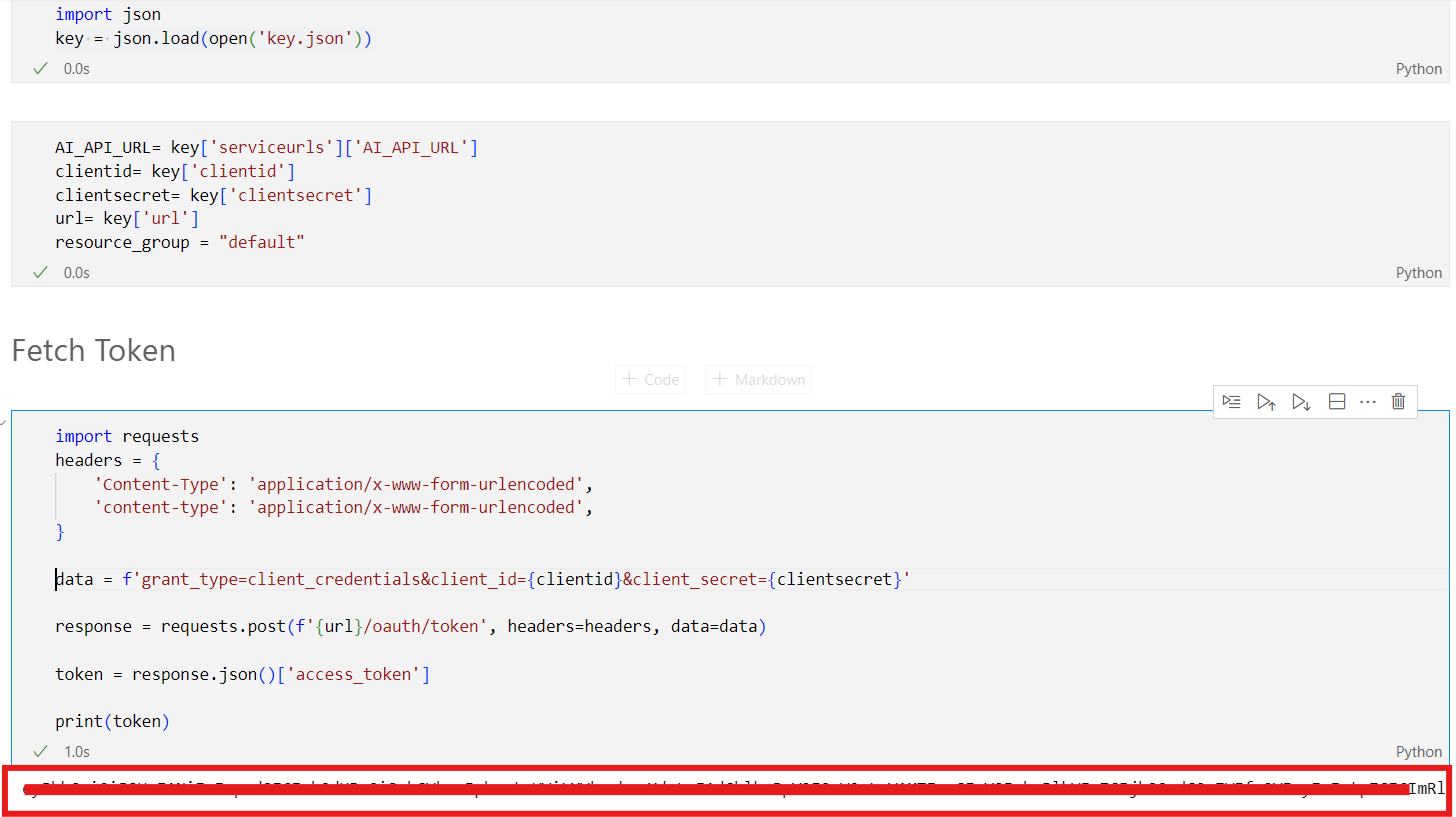 import json
key = json.load(open('key.json'))
0.0s
Python
AI_API_URL= key['serviceurls']['AI_API_URL']
clientid= key['clientid']
clientsecret= key['clientsecret']
url= key['url']
resource_group = "default"
0.0s
Python
Fetch Token
+ Code + Markdown
import requests
headers = {
'Content-Type': 'application/x-www-form-urlencoded',
'content-type': 'application/x-www-form-urlencoded',
}
data = f'grant_type=client_credentials&client_id={clientid}&client_secret={clientsecret}'
response = requests.post(f'{url}/oauth/token', headers=headers, data=data)
token = response.json()['access_token']
print(token)
1.0s
Python
ImRl